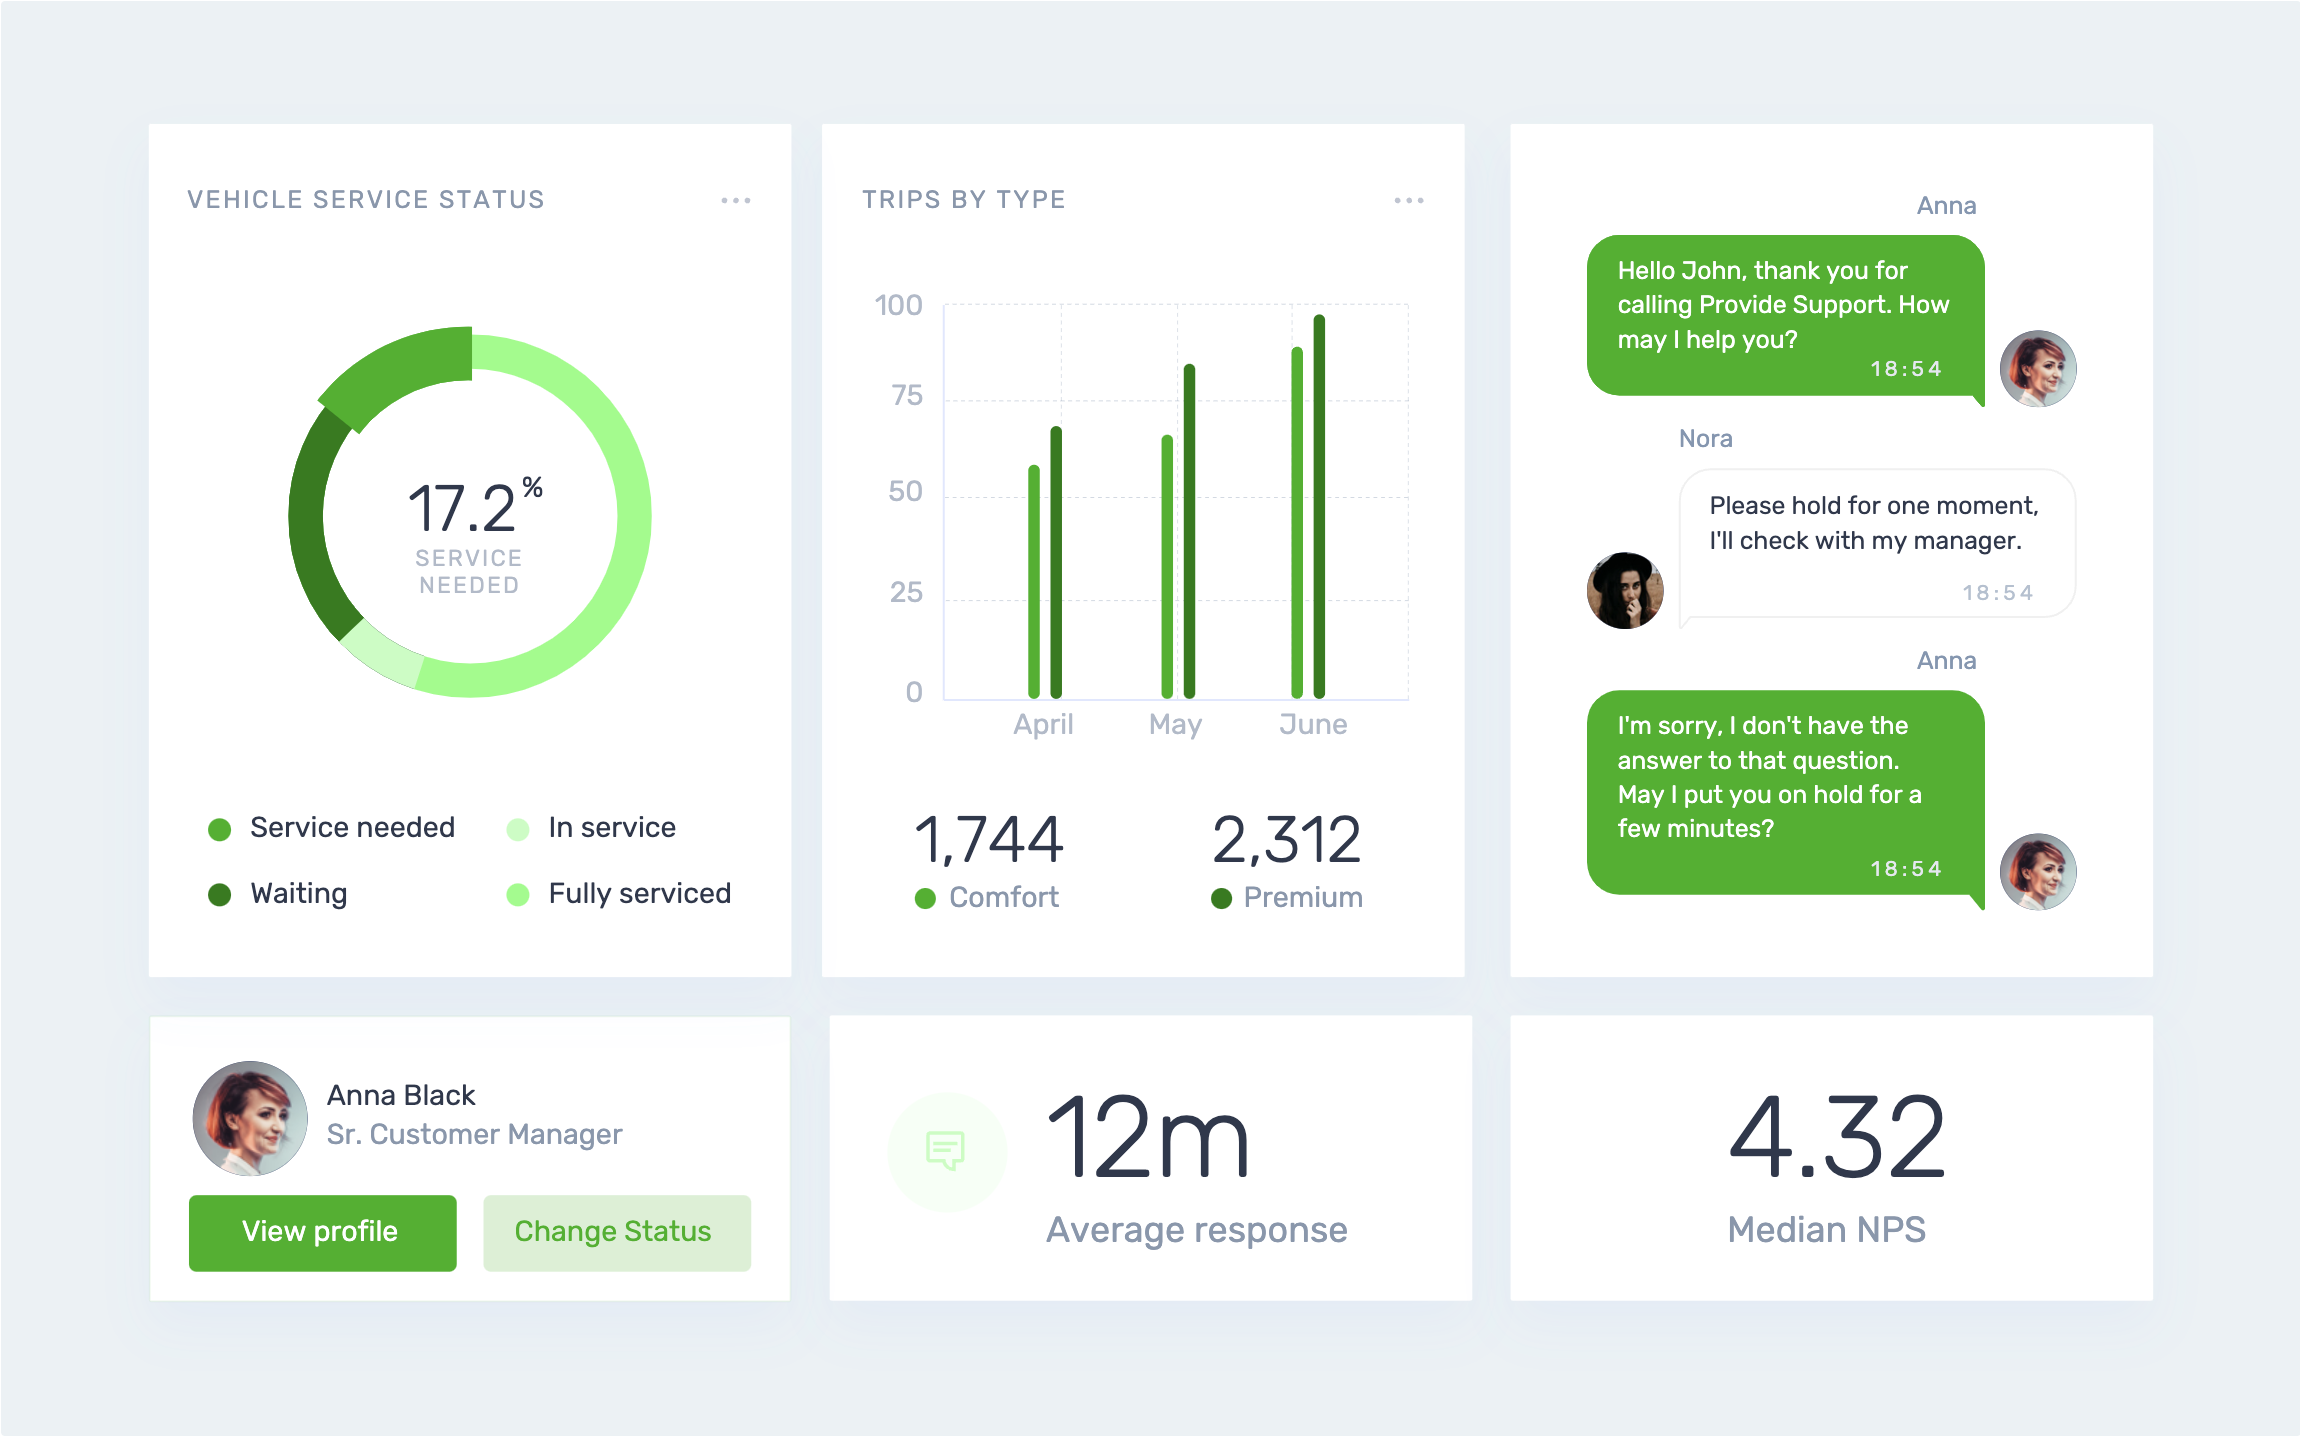 VEHICLE SERVICE STATUS
17.2%
SERVICE
NEEDED
Service needed
In service
Waiting
Fully serviced
TRIPS BY TYPE
100
75
50
25
0
April
May
June
1,744
Comfort
2,312
Premium
Anna
Hello John, thank you for
calling Provide Support. How
may I help you?
18:54
Nora
Please hold for one moment,
I'll check with my manager.
18:54
Anna
I'm sorry, I don't have the
answer to that question.
May I put you on hold for a
few minutes?
18:54
Anna Black
Sr. Customer Manager
View profile
Change Status
12m
Average response
4.32
Median NPS